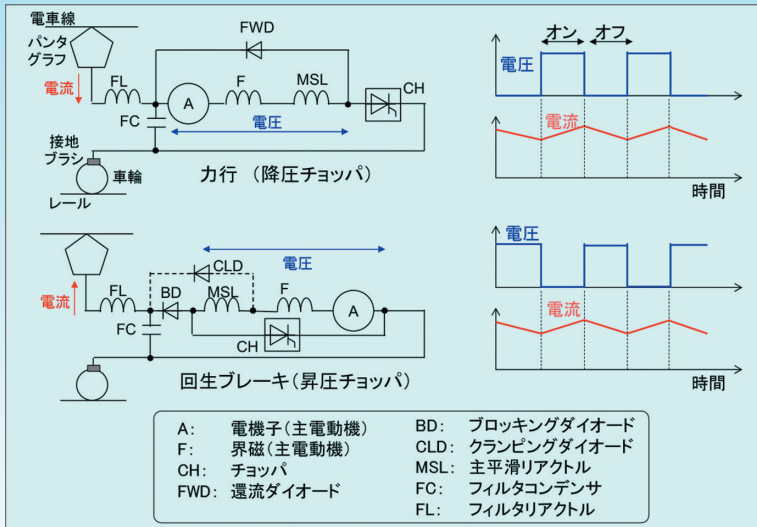 電車線
パンタ
グラフ
電流
FL
FC
FWD
A
F
MSL
CH
電圧
接地
ブラシ
車輪
レール
力行 (降圧チョッパ)
オン オフ
電圧
電流
時間
電流
FL
FC
BD
CLD
MSL
電圧
F
A
CH
回生ブレーキ(昇圧チョッパ)
電圧
電流
時間
A: 電機子(主電動機)
F: 界磁(主電動機)
CH: チョッパ
FWD: 還流ダイオード
BD: ブロッキングダイオード
CLD: クランピングダイオード
MSL: 主平滑リアクトル
FC: フィルタコンデンサ
FL: フィルタリアクトル